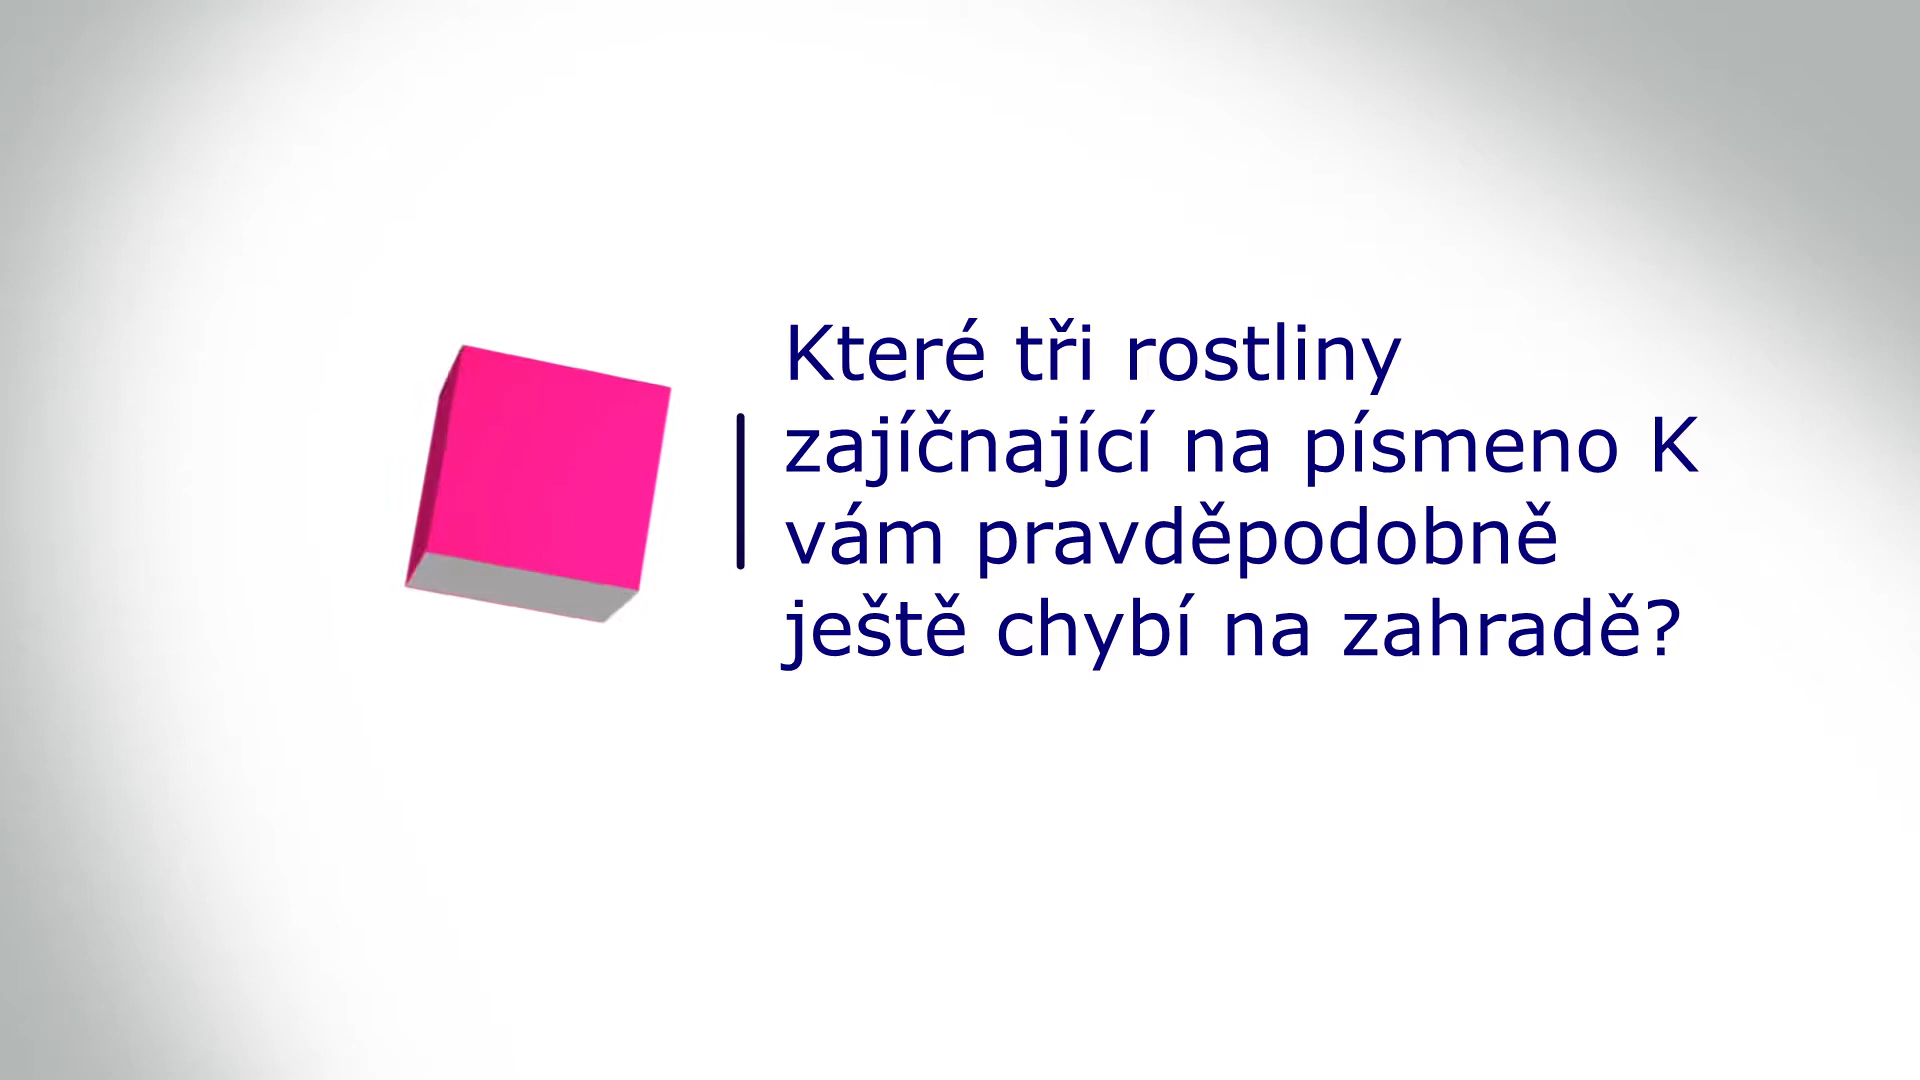 Které tři rostliny
zajíčnající na písmeno K
vám pravděpodobně
ještě chybí na zahradě?